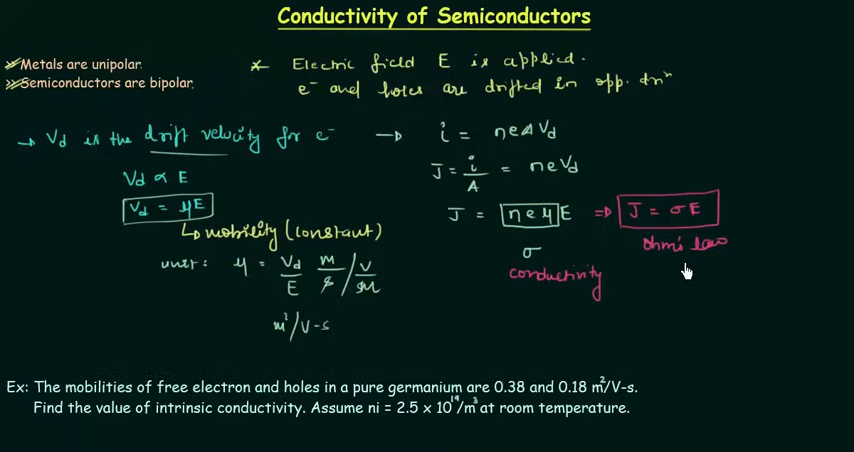 Conductivity of Semiconductors
Metals are unipolar.
Semiconductors are bipolar.
* Electric field E is applied.
e⁻ and holes are drifted in opp. dirⁿ
→ Vd is the drift velocity for e⁻
Vd ∝ E
Vd = μE
↳ mobility (constant)
unit: μ = Vd/E m/s / V/m
m²/V-s
→ i = neAVd
J = i/A = neVd
J = neμE ⇒ J = σE
σ
conductivity
ohm's law
Ex: The mobilities of free electron and holes in a pure germanium are 0.38 and 0.18 m²/V-s.
Find the value of intrinsic conductivity. Assume ni = 2.5 x 10¹⁹/m³ at room temperature.